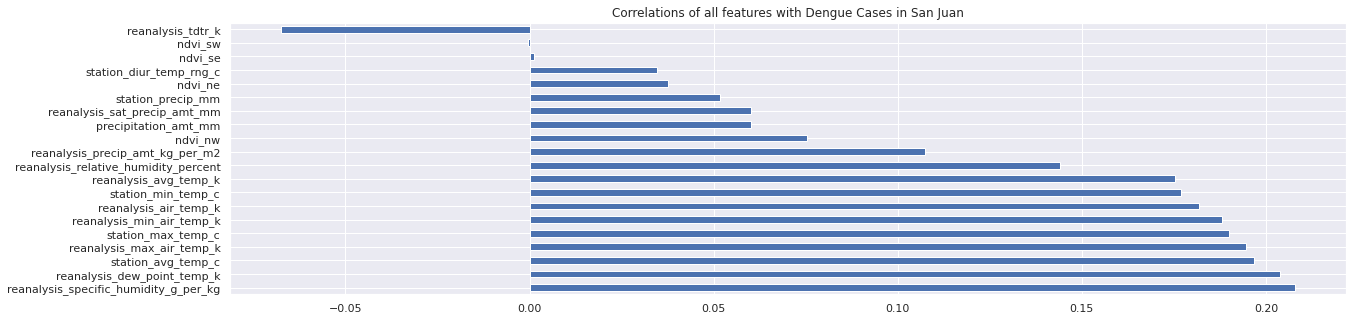 Correlations of all features with Dengue Cases in San Juan
reanalysis_tdtr_k
ndvi_sw
ndvi_se
station_diur_temp_rng_c
ndvi_ne
station_precip_mm
reanalysis_sat_precip_amt_mm
precipitation_amt_mm
ndvi_nw
reanalysis_precip_amt_kg_per_m2
reanalysis_relative_humidity_percent
reanalysis_avg_temp_k
station_min_temp_c
reanalysis_air_temp_k
reanalysis_min_air_temp_k
station_max_temp_c
reanalysis_max_air_temp_k
station_avg_temp_c
reanalysis_dew_point_temp_k
reanalysis_specific_humidity_g_per_kg
−0.05 0.00 0.05 0.10 0.15 0.20